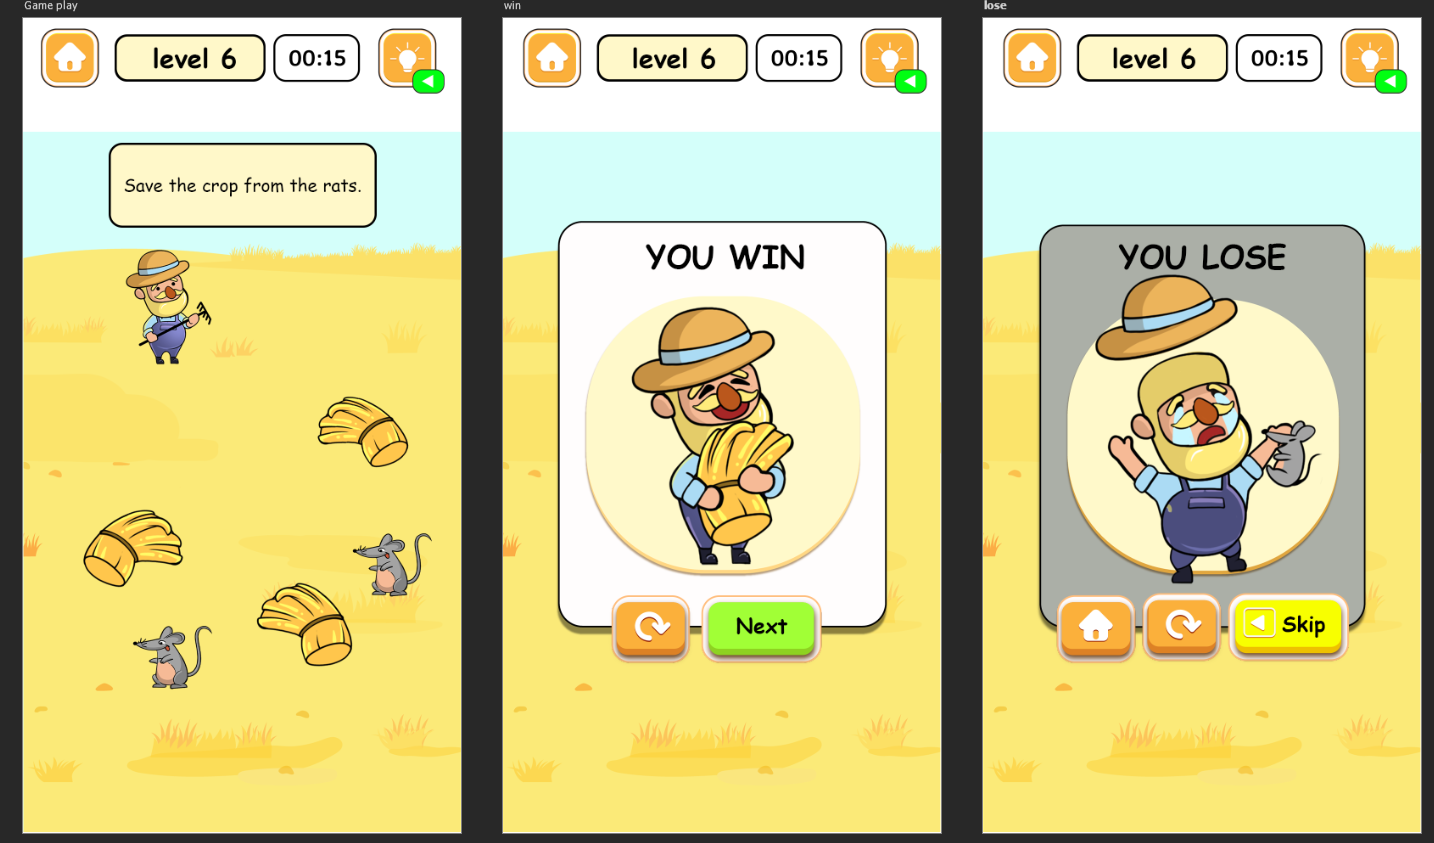 Game play
win
lose
level 6
00:15
level 6
00:15
level 6
00:15
Save the crop from the rats.
YOU WIN
YOU LOSE
Next
Skip